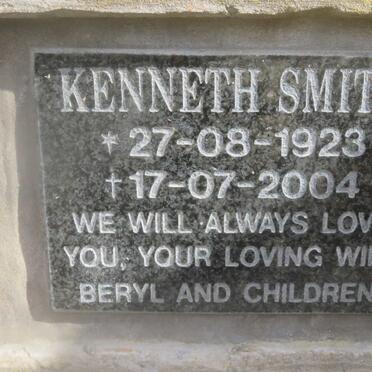 KENNETH SMIT
* 27-08-1923
† 17-07-2004
WE WILL ALWAYS LOV
YOU, YOUR LOVING WI
BERYL AND CHILDREN